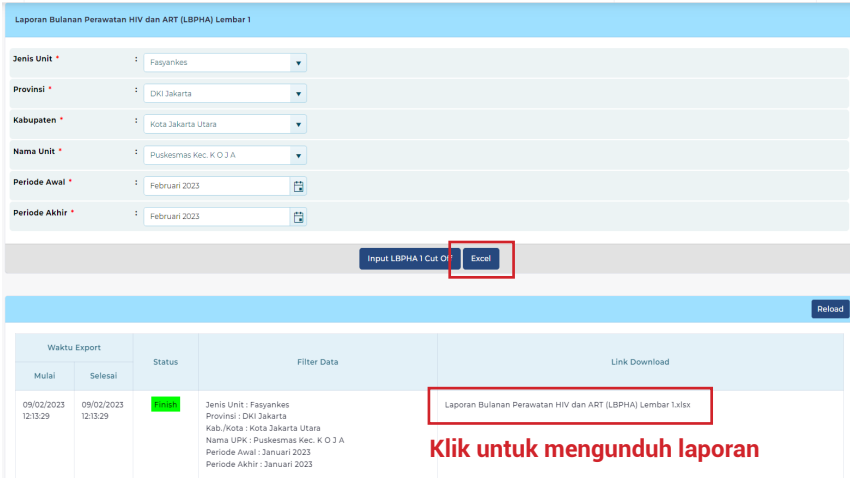 Laporan Bulanan Perawatan HIV dan ART (LBPHA) Lembar 1
Jenis Unit * : Fasyankes
Provinsi * : DKI Jakarta
Kabupaten * : Kota Jakarta Utara
Nama Unit * : Puskesmas Kec. K O J A
Periode Awal * : Februari 2023
Periode Akhir * : Februari 2023
Input LBPHA 1 Cut Off Excel
Reload
Waktu Export Status Filter Data Link Download
Mulai Selesai
09/02/2023 12:13:29
09/02/2023 12:13:29
Finish
Jenis Unit : Fasyankes
Provinsi : DKI Jakarta
Kab./Kota : Kota Jakarta Utara
Nama UPK : Puskesmas Kec. K O J A
Periode Awal : Januari 2023
Periode Akhir : Januari 2023
Laporan Bulanan Perawatan HIV dan ART (LBPHA) Lembar 1.xlsx
Klik untuk mengunduh laporan